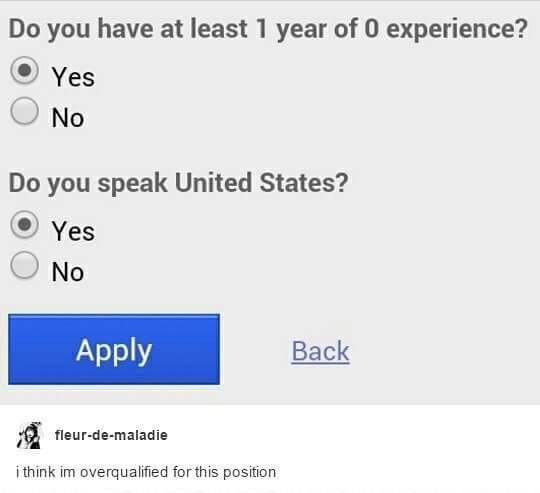 Do you have at least 1 year of 0 experience?
Yes
No
Do you speak United States?
Yes
No
Apply Back
fleur-de-maladie
i think im overqualified for this position